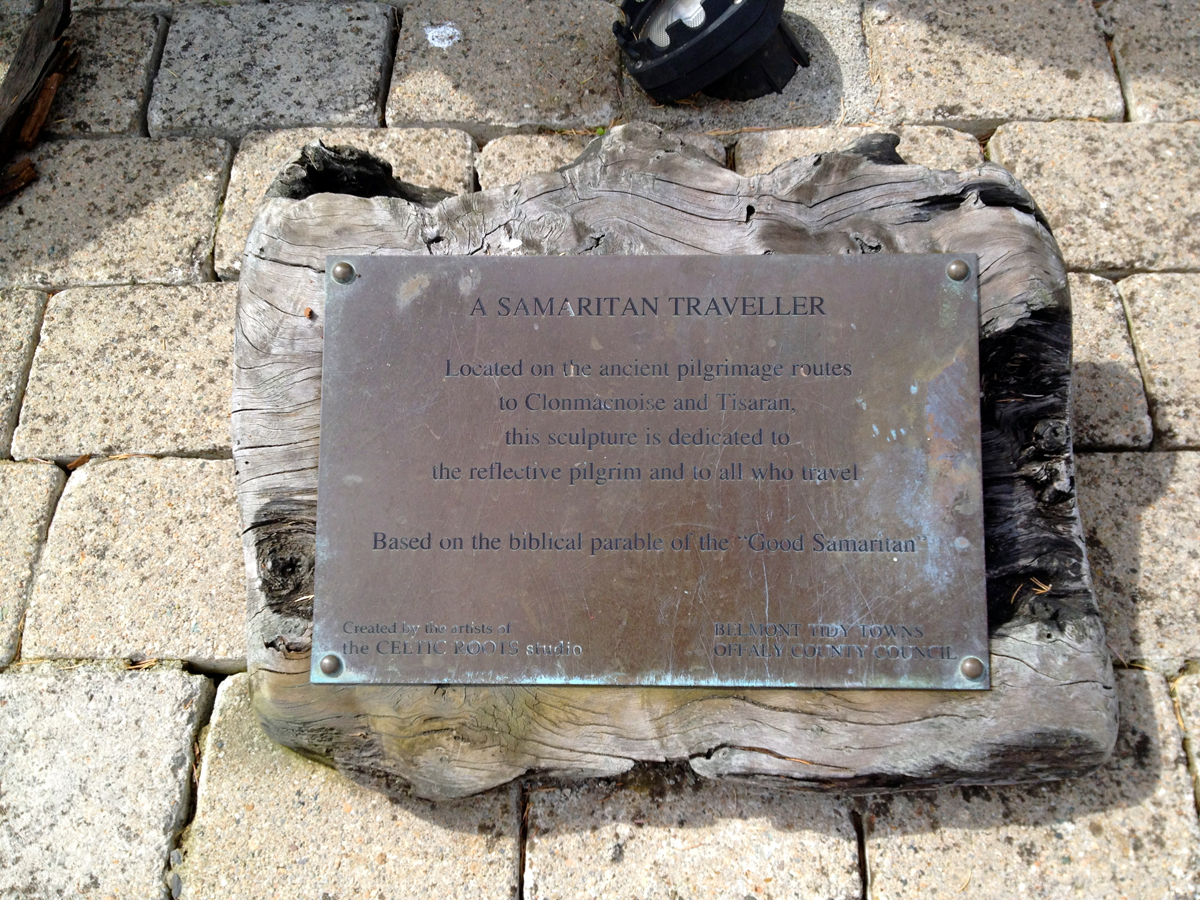 A SAMARITAN TRAVELLER
Located on the ancient pilgrimage routes
to Clonmacnoise and Tisaran,
this sculpture is dedicated to
the reflective pilgrim and to all who travel
Based on the biblical parable of the "Good Samaritan"
Created by the artists of
the CELTIC ROOTS studio
BELMONT TIDY TOWNS
OFFALY COUNTY COUNCIL